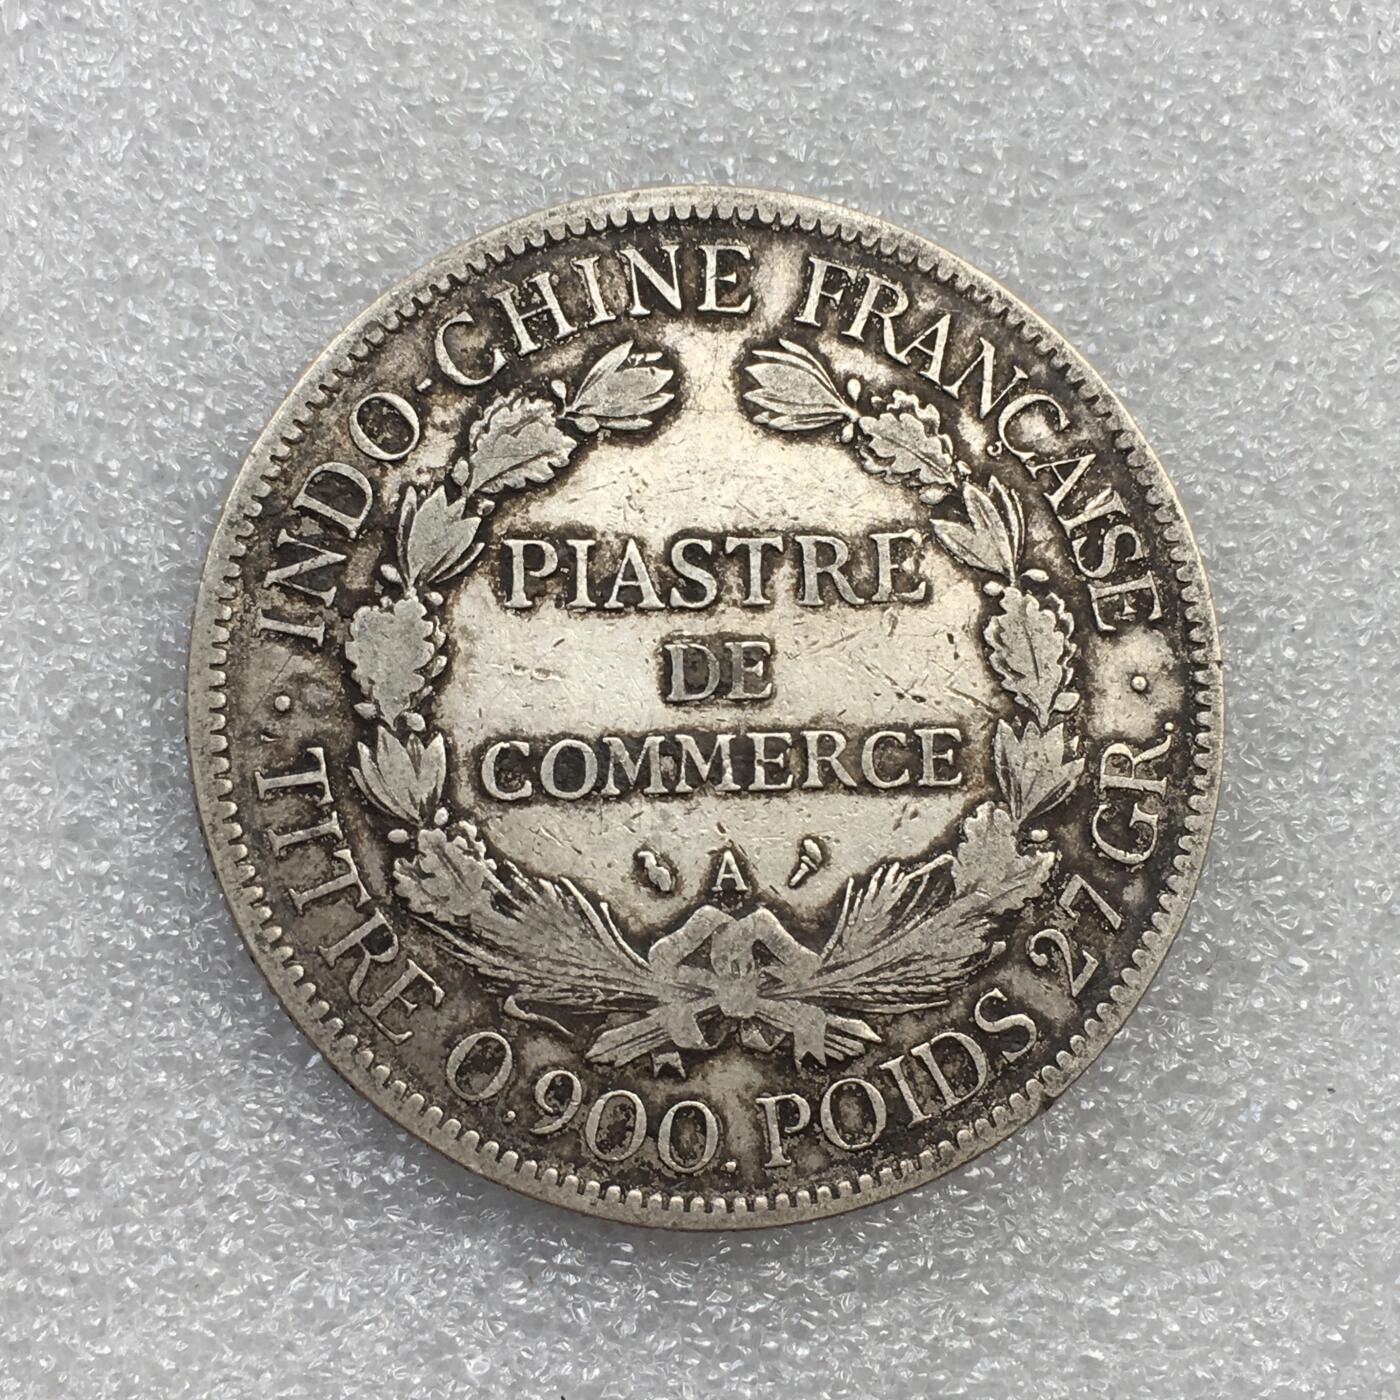 INDO-CHINE FRANÇAISE
PIASTRE
DE
COMMERCE
A
TITRE 0.900. POIDS 27 GR.